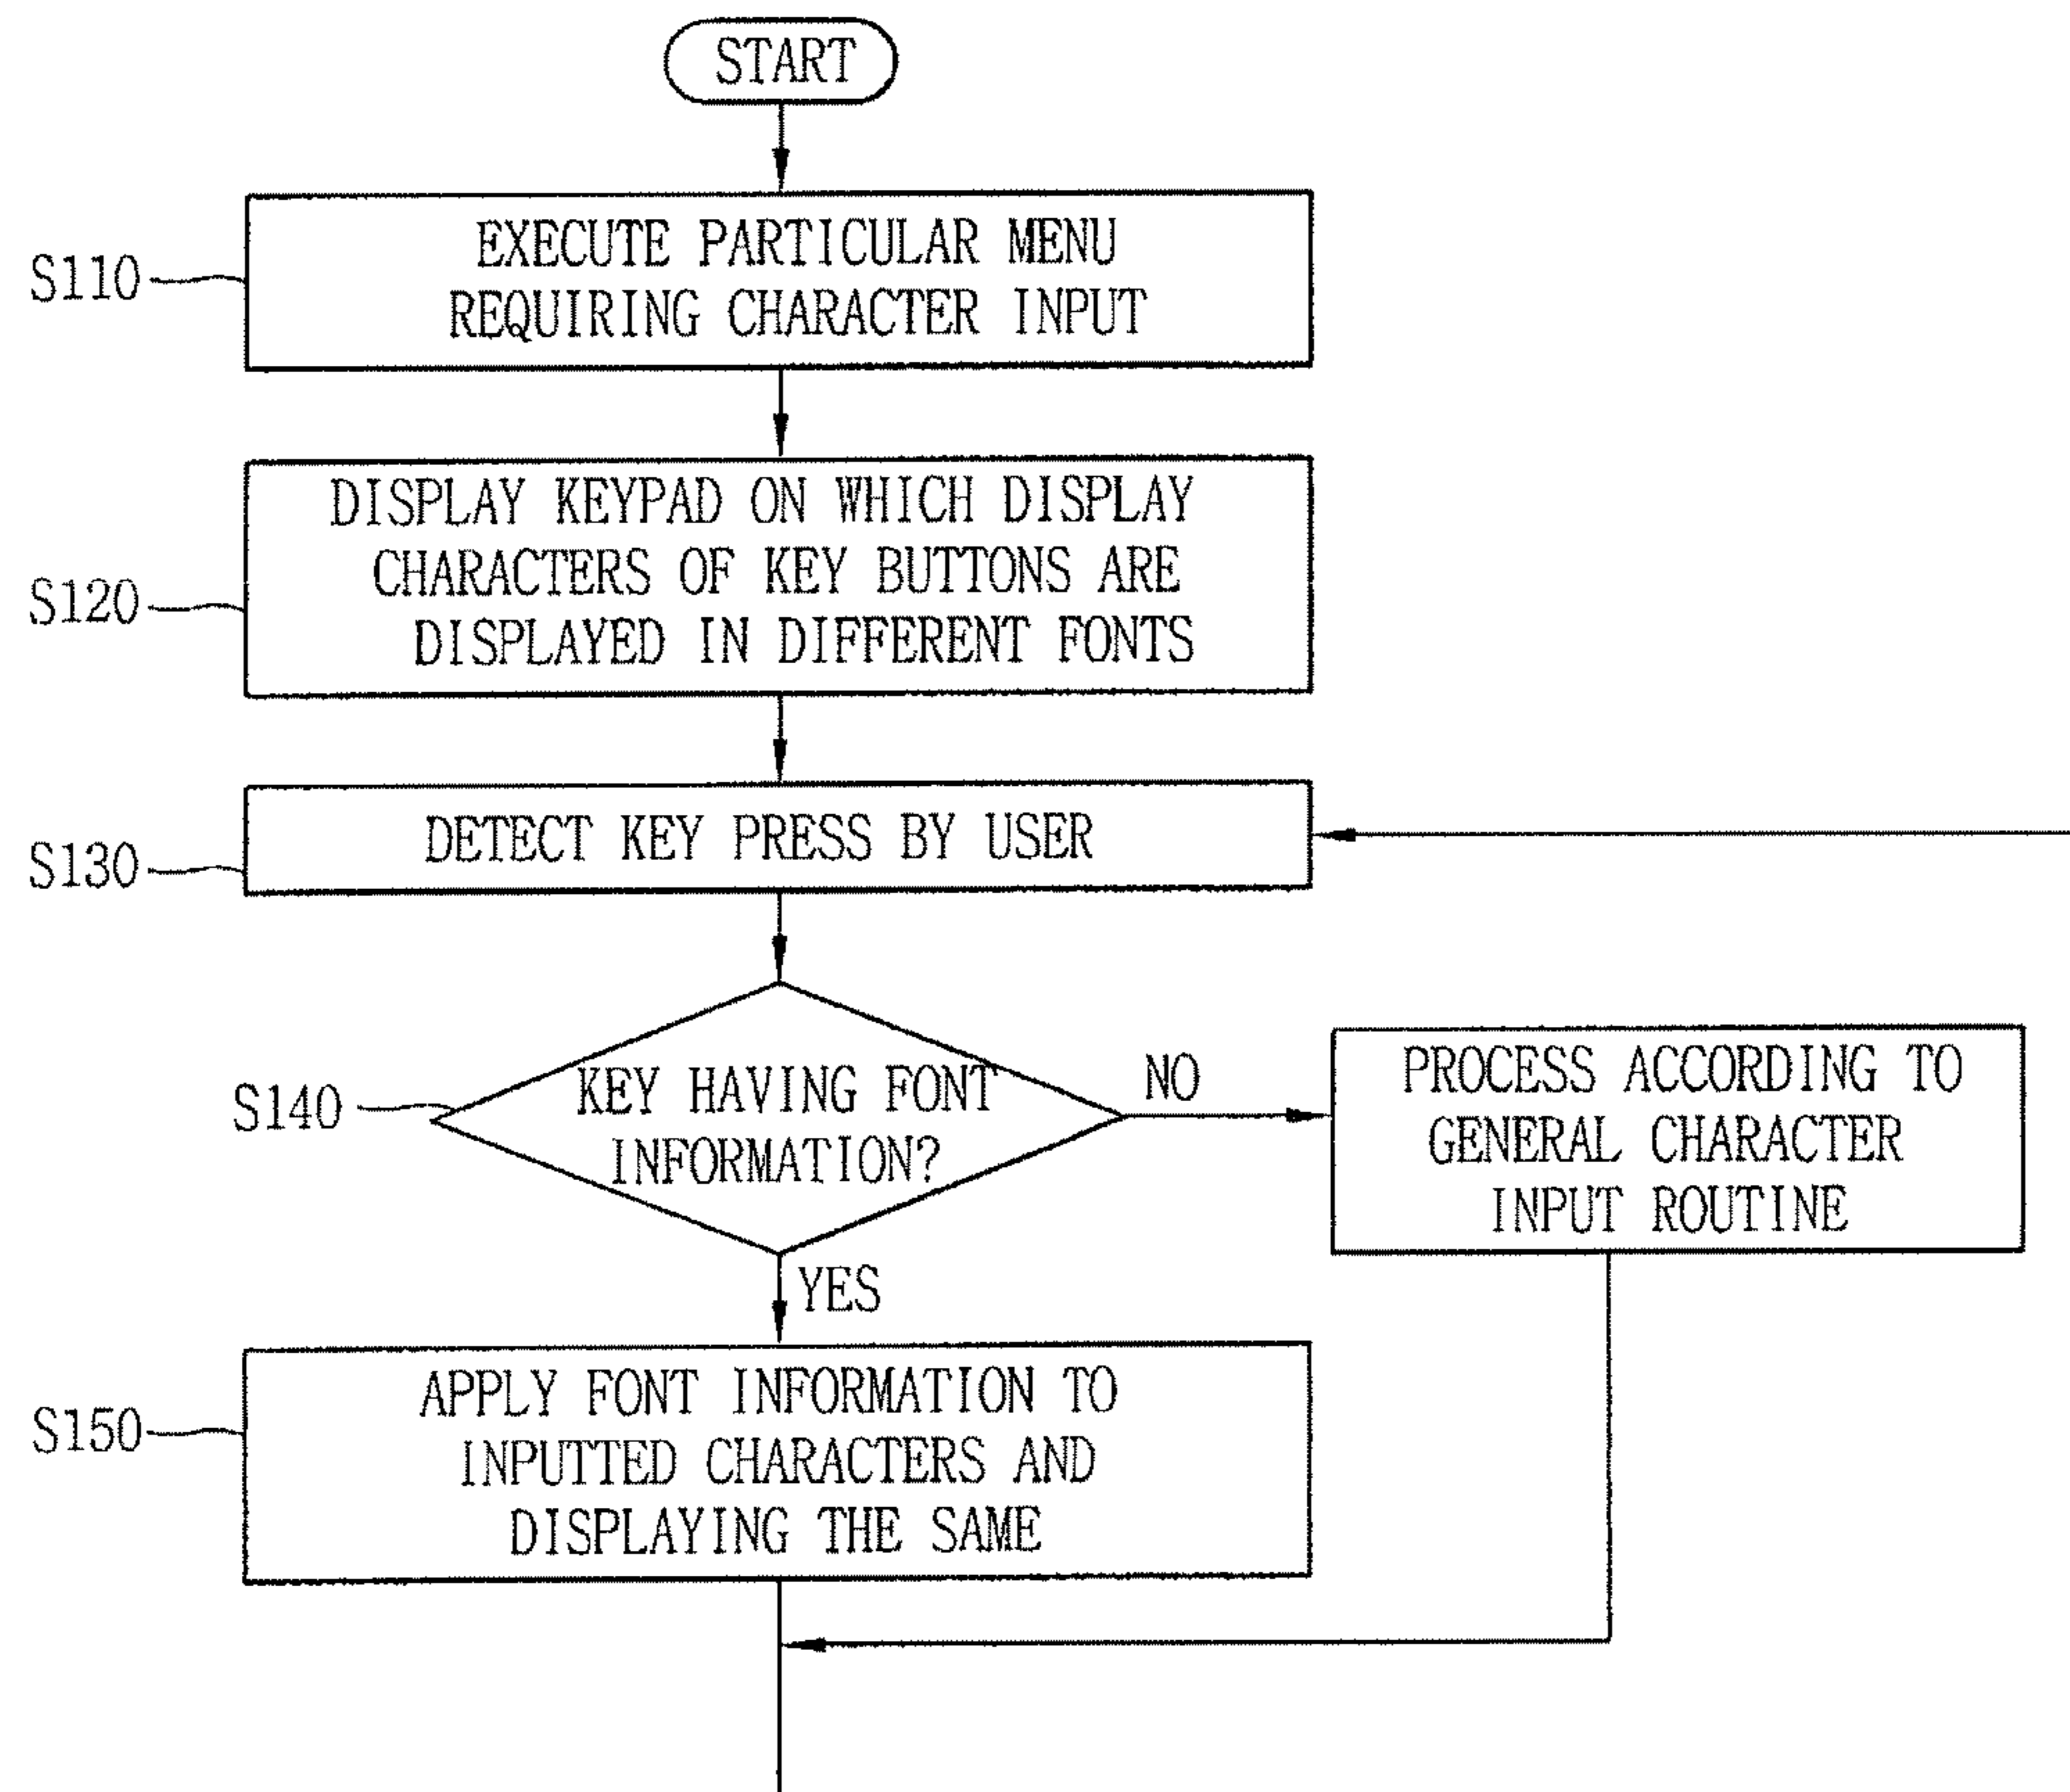 START
S110
EXECUTE PARTICULAR MENU
REQUIRING CHARACTER INPUT
S120
DISPLAY KEYPAD ON WHICH DISPLAY
CHARACTERS OF KEY BUTTONS ARE
DISPLAYED IN DIFFERENT FONTS
S130
DETECT KEY PRESS BY USER
S140
KEY HAVING FONT
INFORMATION?
NO
PROCESS ACCORDING TO
GENERAL CHARACTER
INPUT ROUTINE
YES
S150
APPLY FONT INFORMATION TO
INPUTTED CHARACTERS AND
DISPLAYING THE SAME